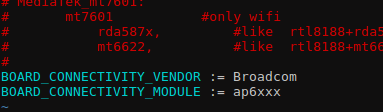 # MediaTek_mt7601:
# mt7601 #only wifi
# rda587x, #like rtl8188+rda5
# mt6622, #like rtl8188+mt66
#
BOARD_CONNECTIVITY_VENDOR := Broadcom
BOARD_CONNECTIVITY_MODULE := ap6xxx
~